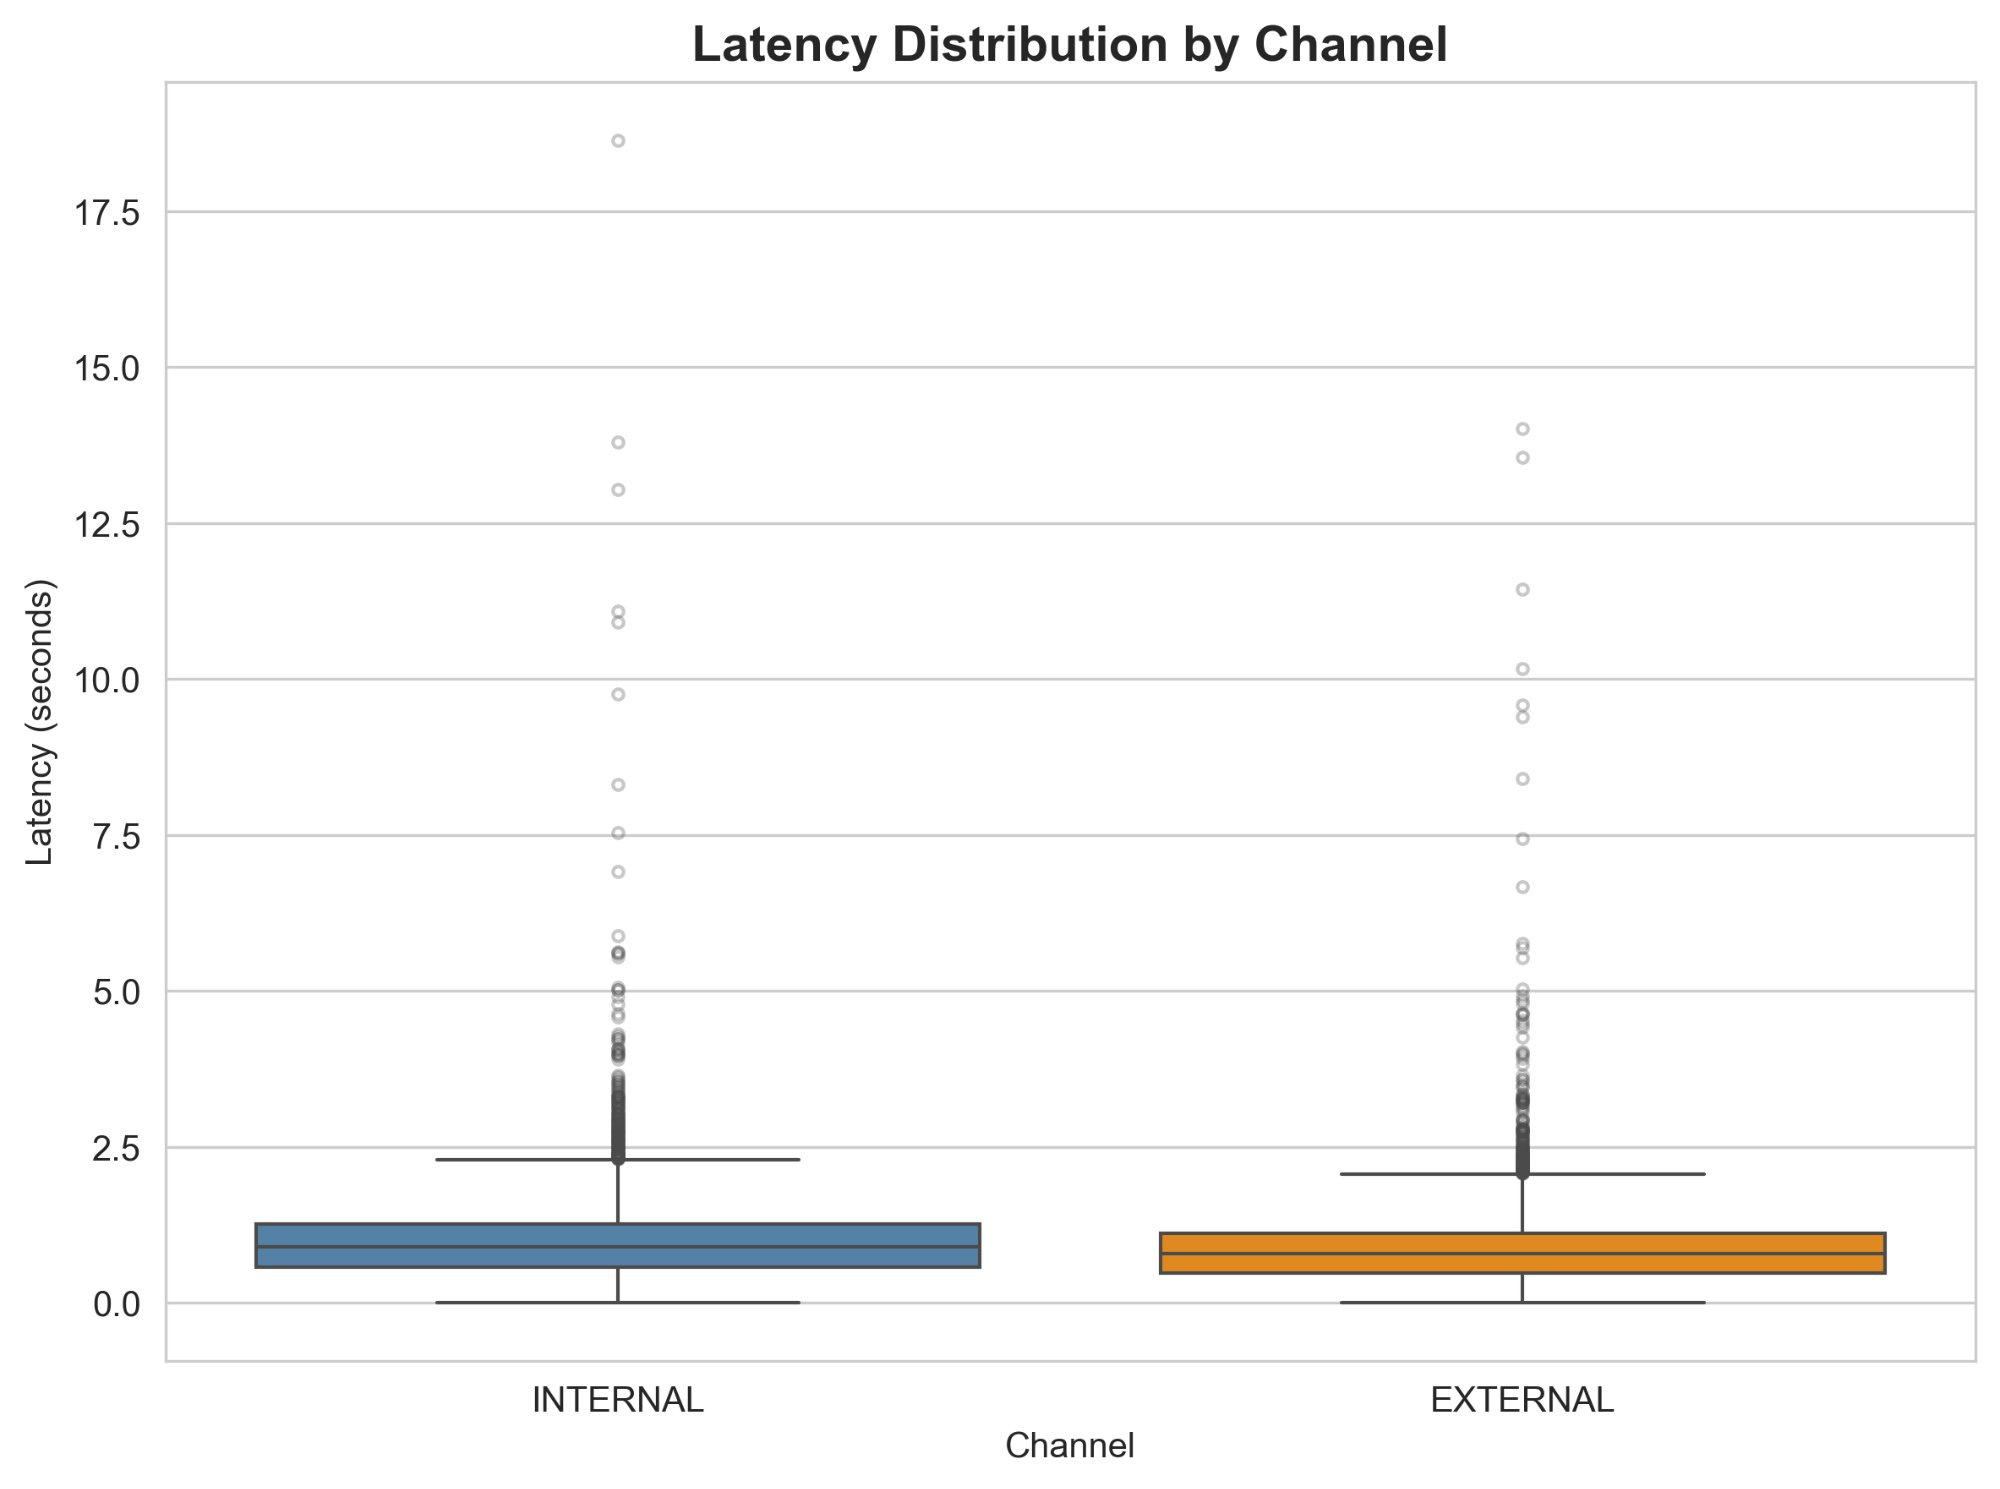 Latency Distribution by Channel
17.5
15.0
12.5
10.0
7.5
5.0
2.5
0.0
Latency (seconds)
INTERNAL
EXTERNAL
Channel